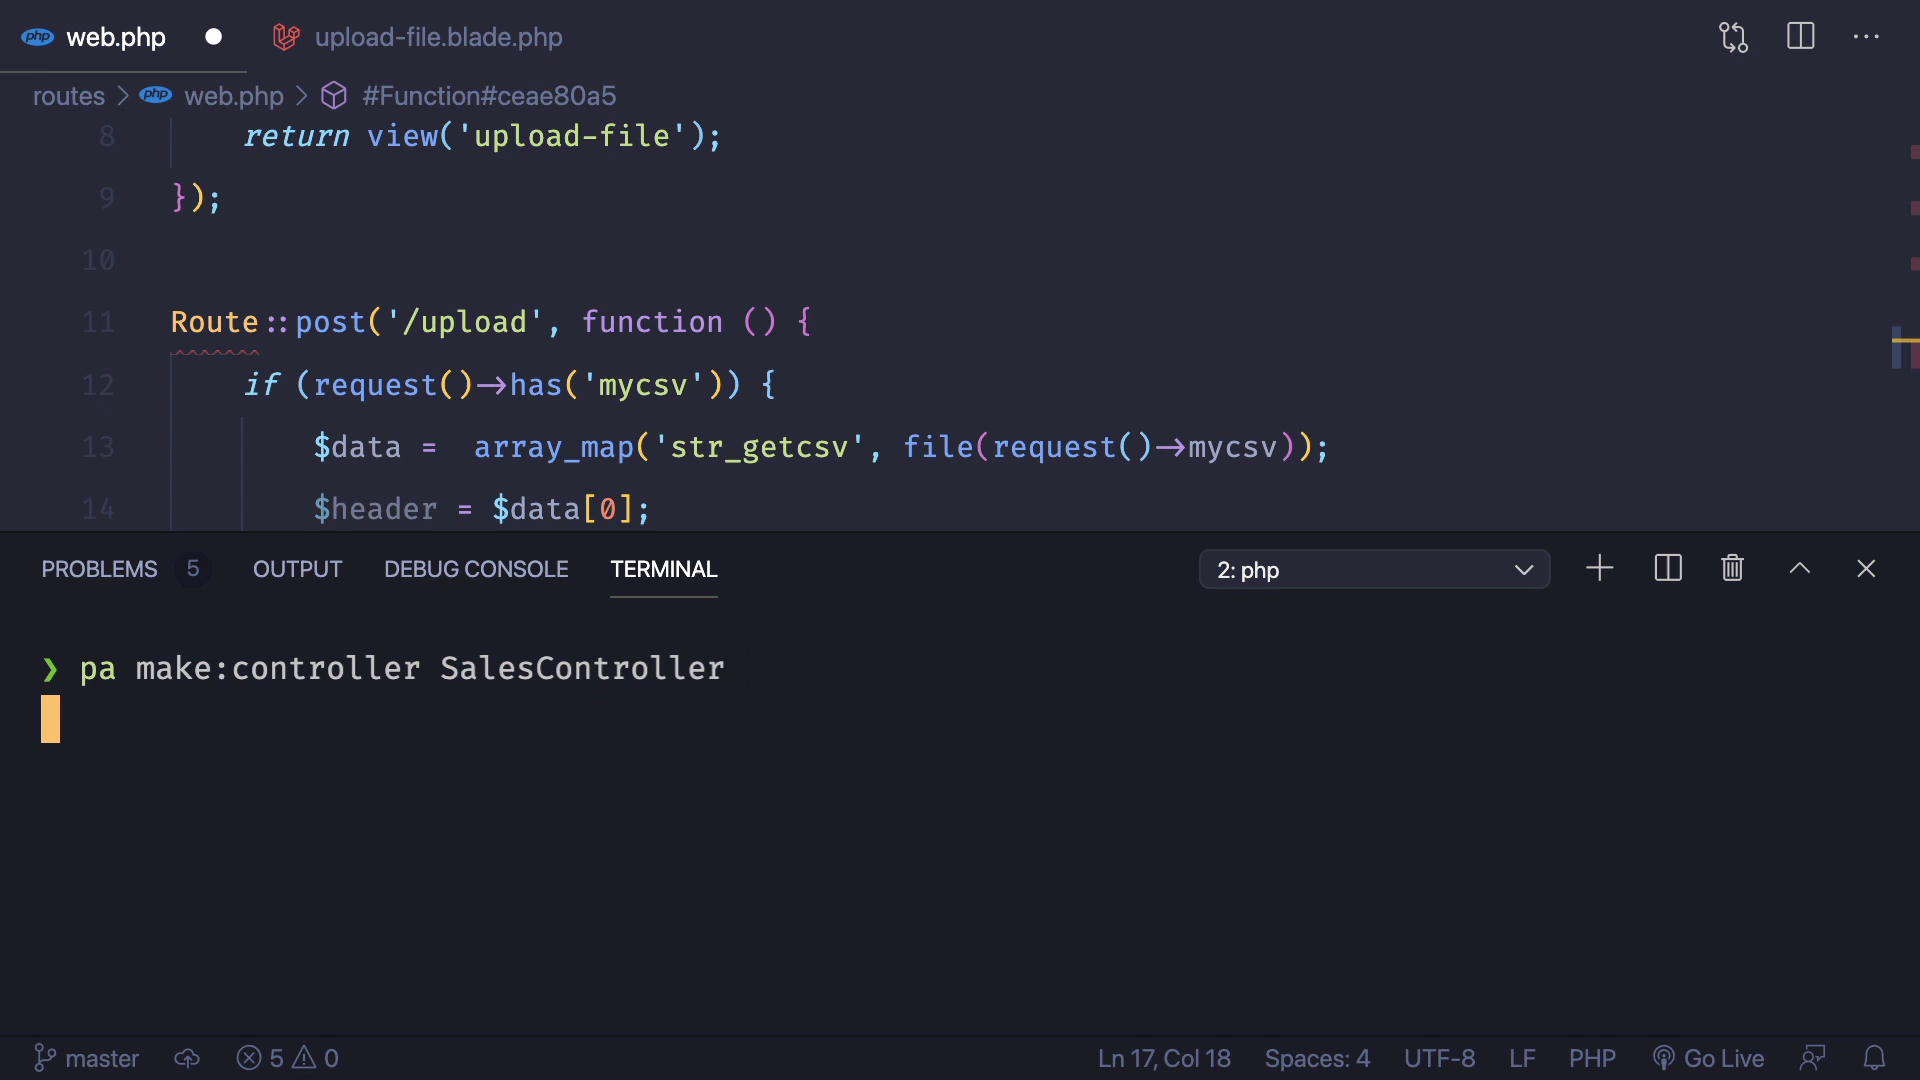 php web.php upload-file.blade.php
routes > php web.php > #Function#ceae80a5
8 return view('upload-file');
9 });
10
11 Route::post('/upload', function () {
12 if (request()->has('mycsv')) {
13 $data =  array_map('str_getcsv', file(request()->mycsv));
14 $header = $data[0];
PROBLEMS 5 OUTPUT DEBUG CONSOLE TERMINAL 2: php
❯ pa make:controller SalesController
master 5 0 Ln 17, Col 18 Spaces: 4 UTF-8 LF PHP Go Live